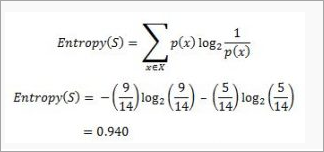 Entropy(S) = ∑ x∈X p(x) log₂ 1/p(x)
Entropy(S) = −(9/14)log₂(9/14) − (5/14)log₂(5/14)
= 0.940